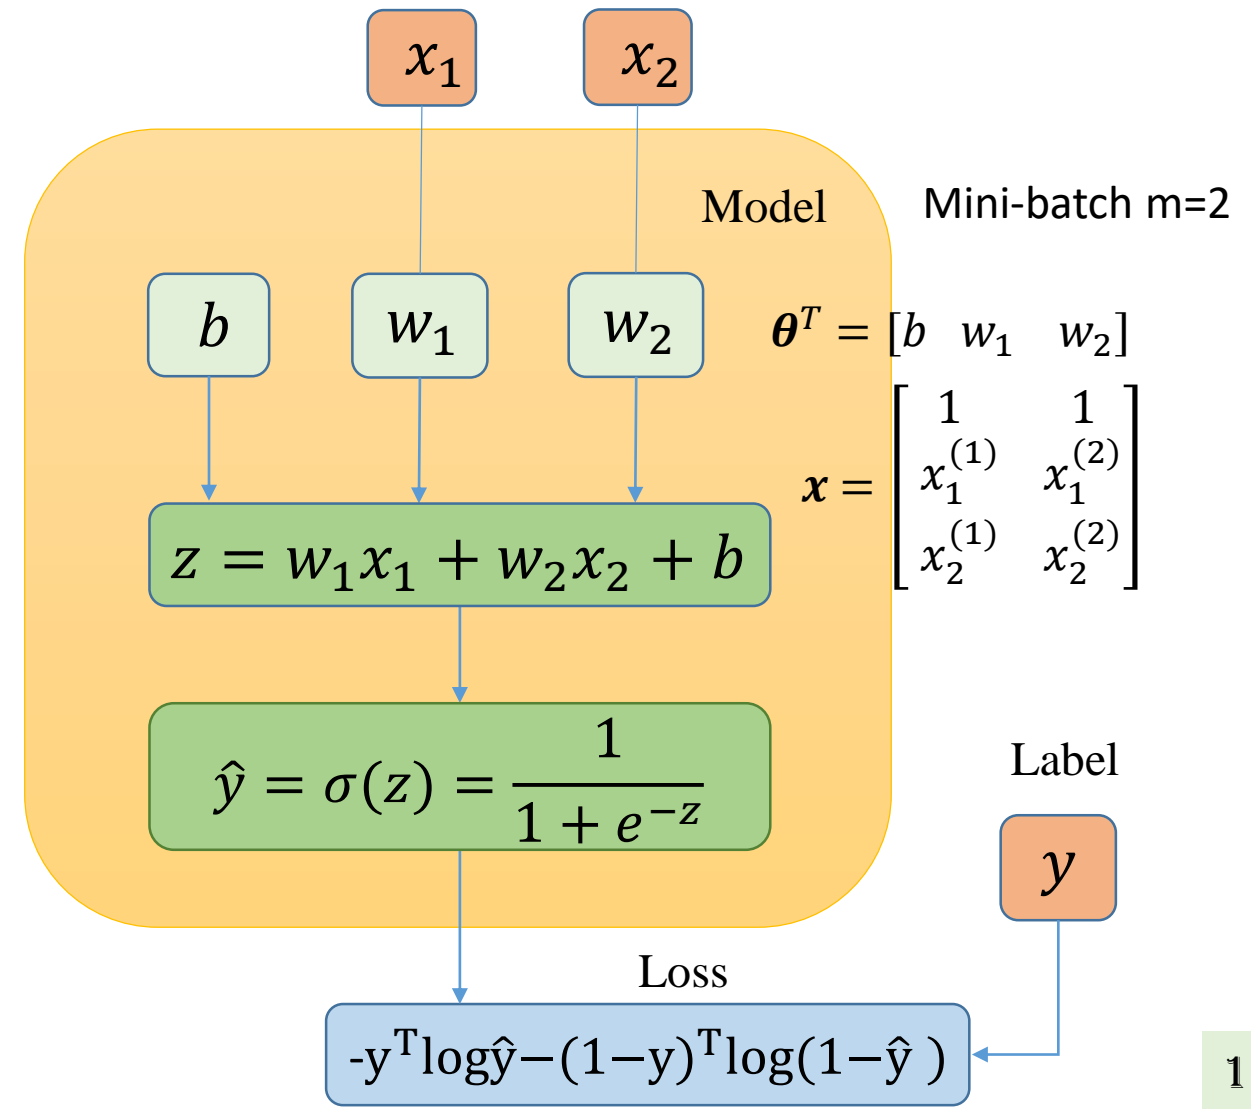 x₁ x₂
Model Mini-batch m=2
b w₁ w₂ 𝜽ᵀ = [b w₁ w₂]
𝒙 = [1 1
x₁⁽¹⁾ x₁⁽²⁾
x₂⁽¹⁾ x₂⁽²⁾]
z = w₁x₁ + w₂x₂ + b
ŷ = σ(z) = 1 / (1 + e⁻ᶻ)
Label
y
Loss
-yᵀlogŷ−(1−y)ᵀlog(1−ŷ )
1